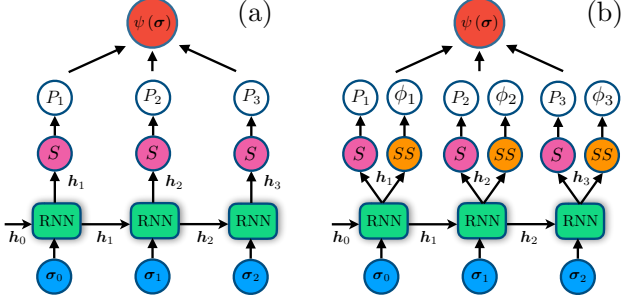 ψ (σ) (a) ψ (σ) (b)
P₁ P₂ P₃ P₁ ϕ₁ P₂ ϕ₂ P₃ ϕ₃
S S S S SS S SS S SS
h₁ h₂ h₃ h₁ h₂ h₃
RNN RNN RNN RNN RNN RNN
h₀ h₁ h₂ h₀ h₁ h₂
σ₀ σ₁ σ₂ σ₀ σ₁ σ₂